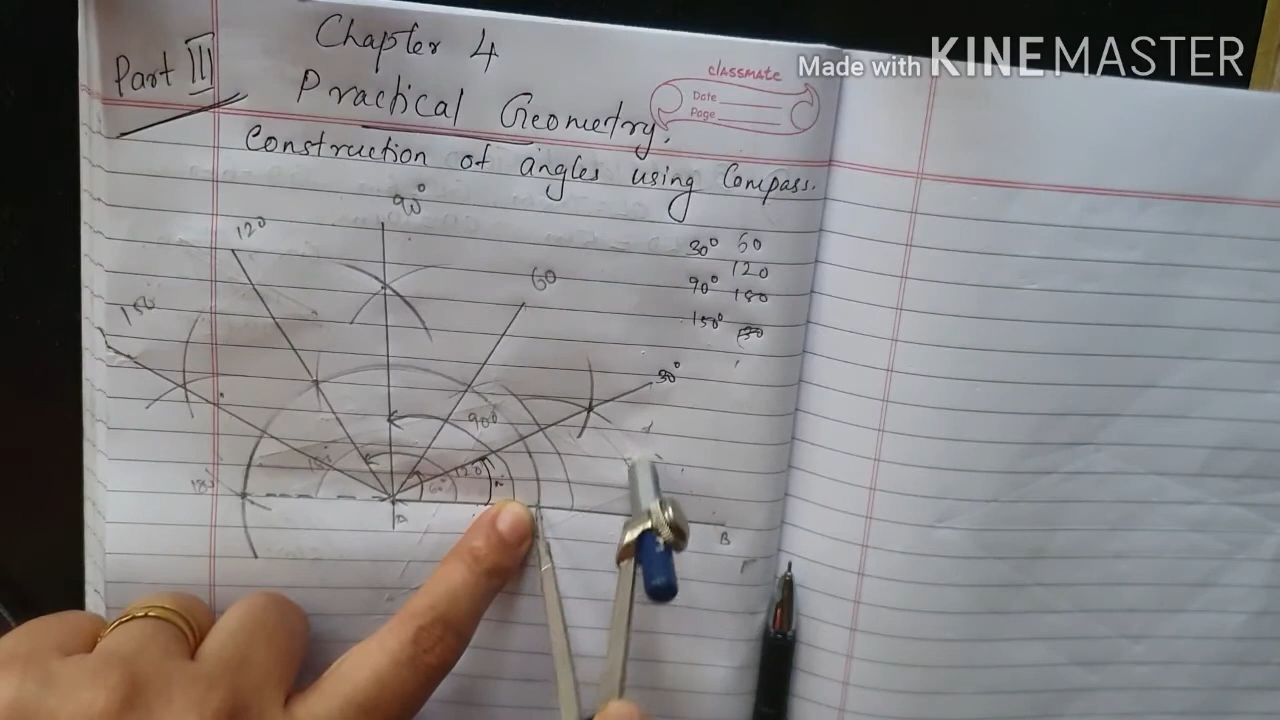 Made with KINEMASTER
Chapter 4
Part III
classmate
Date
Page
Practical Geometry.
Construction of angles using Compass.
30° 60
120
90° 180
150°
90°
120
60
150
30°
90°
180
120
60
B